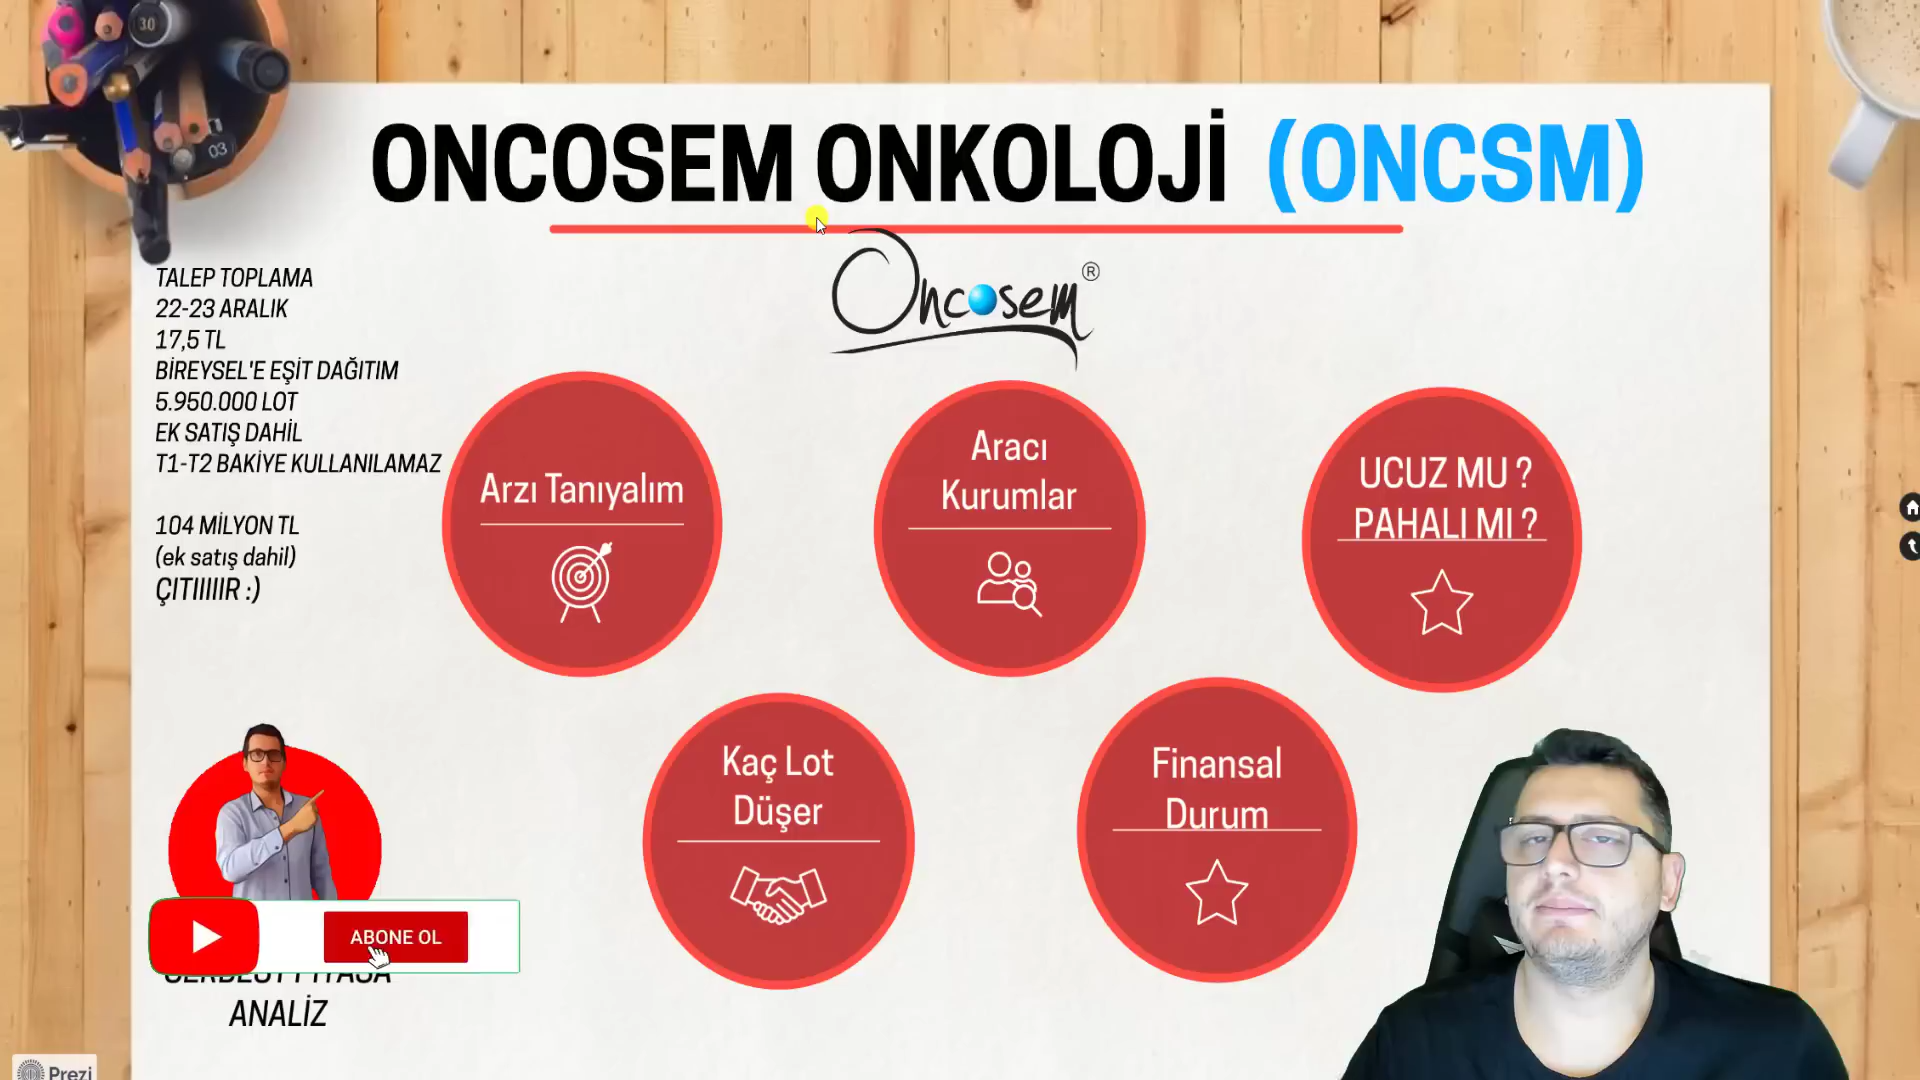 ONCOSEM ONKOLOJİ (ONCSM)
Oncosem®
TALEP TOPLAMA
22-23 ARALIK
17,5 TL
BİREYSEL'E EŞİT DAĞITIM
5.950.000 LOT
EK SATIŞ DAHİL
T1-T2 BAKİYE KULLANILAMAZ
104 MİLYON TL
(ek satış dahil)
ÇITIIIIIR :)
Arzı Tanıyalım
Aracı
Kurumlar
UCUZ MU ?
PAHALI MI ?
Kaç Lot
Düşer
Finansal
Durum
ABONE OL
ANALİZ
Prezi
3.0
03